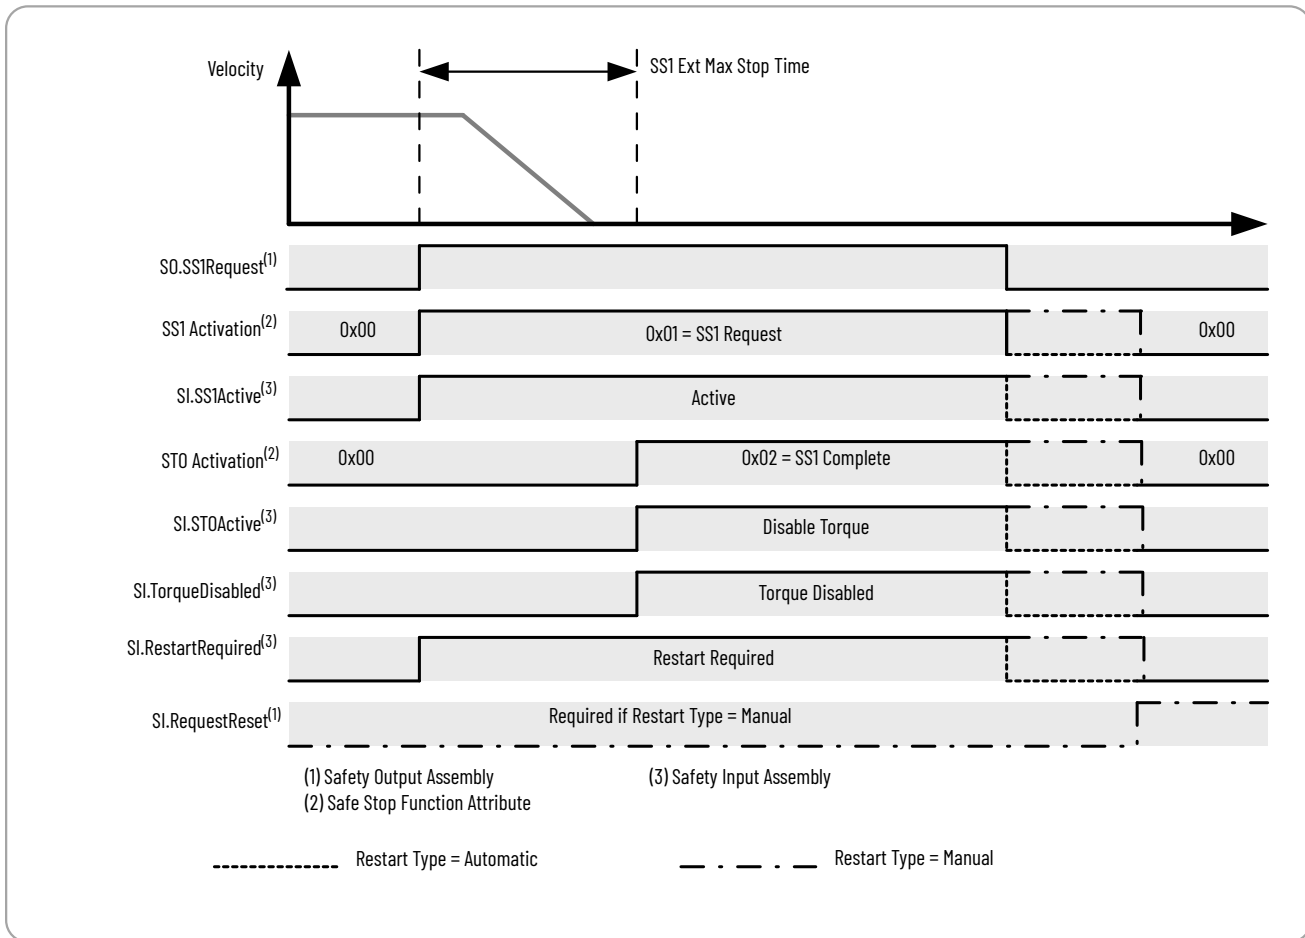 Velocity
SS1 Ext Max Stop Time
SO.SS1Request(1)
SS1 Activation(2)
0x00
0x01 = SS1 Request
0x00
SI.SS1Active(3)
Active
STO Activation(2)
0x00
0x02 = SS1 Complete
0x00
SI.STOActive(3)
Disable Torque
SI.TorqueDisabled(3)
Torque Disabled
SI.RestartRequired(3)
Restart Required
SI.RequestReset(1)
Required if Restart Type = Manual
(1) Safety Output Assembly
(3) Safety Input Assembly
(2) Safe Stop Function Attribute
Restart Type = Automatic
Restart Type = Manual